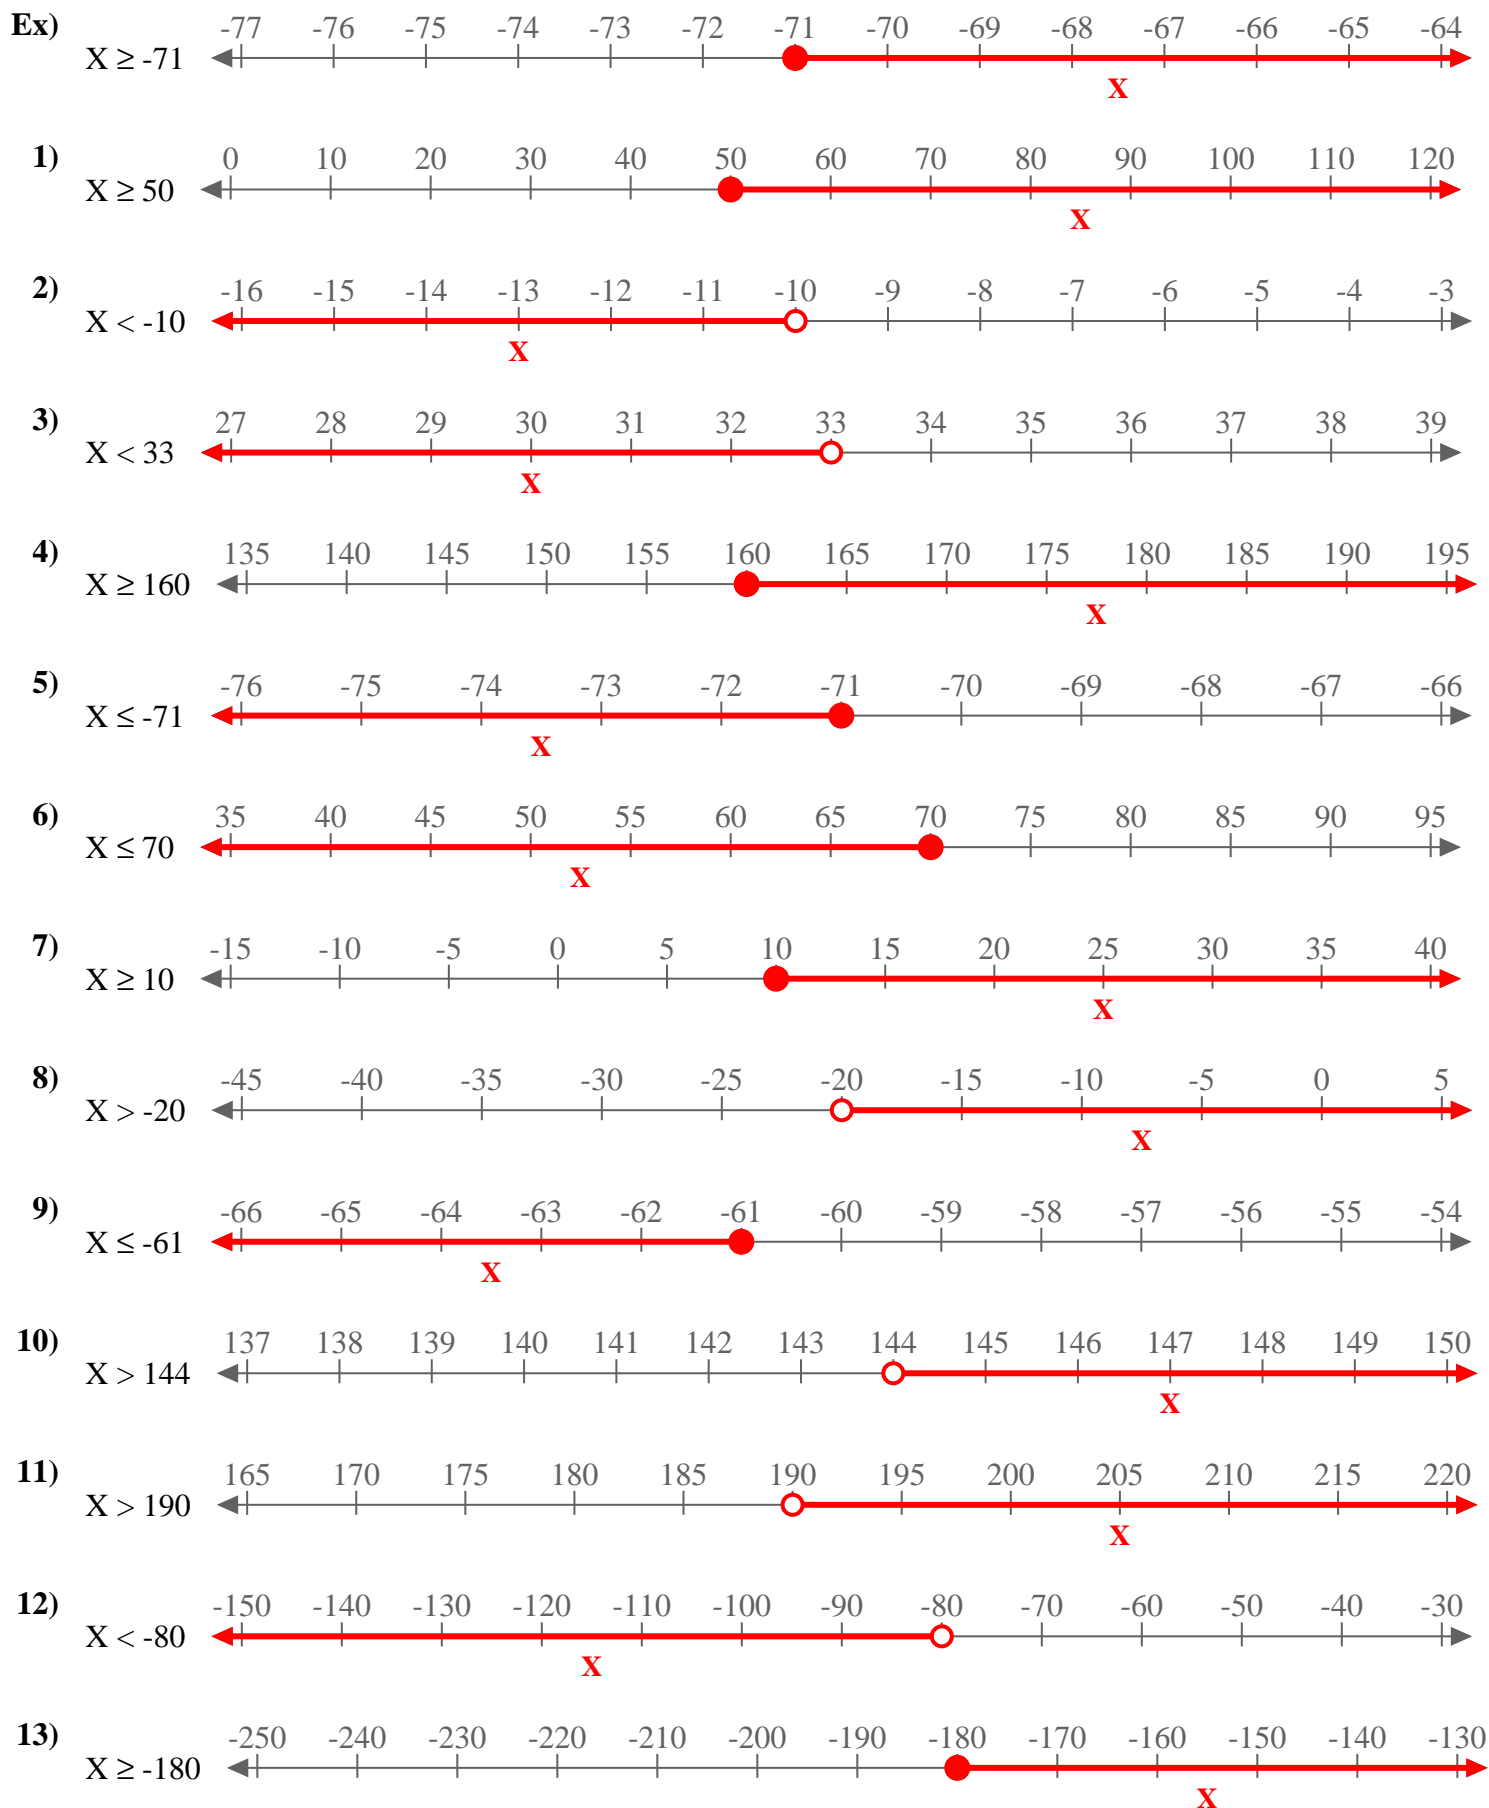 Ex) -77 -76 -75 -74 -73 -72 -71 -70 -69 -68 -67 -66 -65 -64
X ≥ -71
X
1) 0 10 20 30 40 50 60 70 80 90 100 110 120
X ≥ 50
X
2) -16 -15 -14 -13 -12 -11 -10 -9 -8 -7 -6 -5 -4 -3
X < -10
X
3) 27 28 29 30 31 32 33 34 35 36 37 38 39
X < 33
X
4) 135 140 145 150 155 160 165 170 175 180 185 190 195
X ≥ 160
X
5) -76 -75 -74 -73 -72 -71 -70 -69 -68 -67 -66
X ≤ -71
X
6) 35 40 45 50 55 60 65 70 75 80 85 90 95
X ≤ 70
X
7) -15 -10 -5 0 5 10 15 20 25 30 35 40
X ≥ 10
X
8) -45 -40 -35 -30 -25 -20 -15 -10 -5 0 5
X > -20
X
9) -66 -65 -64 -63 -62 -61 -60 -59 -58 -57 -56 -55 -54
X ≤ -61
X
10) 137 138 139 140 141 142 143 144 145 146 147 148 149 150
X > 144
X
11) 165 170 175 180 185 190 195 200 205 210 215 220
X > 190
X
12) -150 -140 -130 -120 -110 -100 -90 -80 -70 -60 -50 -40 -30
X < -80
X
13) -250 -240 -230 -220 -210 -200 -190 -180 -170 -160 -150 -140 -130
X ≥ -180
X